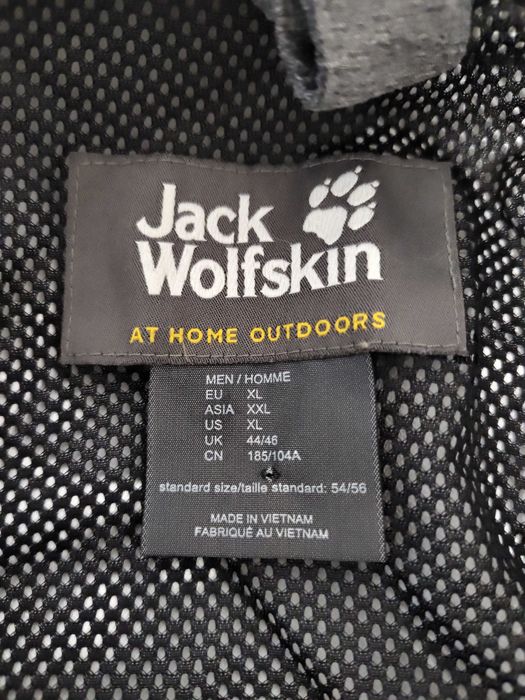 Jack
Wolfskin
AT HOME OUTDOORS
MEN / HOMME
EU XL
ASIA XXL
US XL
UK 44/46
CN 185/104A
standard size/taille standard: 54/56
MADE IN VIETNAM
FABRIQUÉ AU VIETNAM